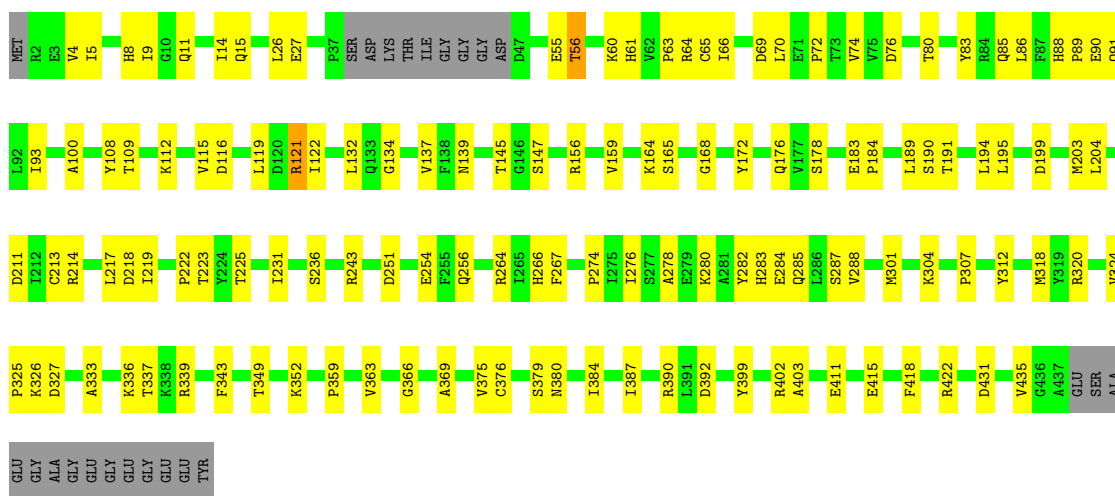 MET R2 E3 V4 I5 H8 I9 G10 Q11 I14 Q15 L26 E27 P37 SER ASP LYS THR ILE GLY GLY GLY ASP D47 E55 T56 K60 H61 V62 P63 R64 C65 I66 D69 L70 E71 P72 T73 V74 V75 D76 T80 Y83 R84 Q85 L86 F87 H88 P89 E90 Q91
L92 I93 A100 Y108 T109 K112 V115 D116 L119 D120 R121 I122 L132 Q133 G134 V137 F138 N139 T145 G146 S147 R156 V159 K164 S165 G168 Y172 Q176 V177 S178 E183 P184 L189 S190 T191 L194 L195 D199 M203 L204
D211 I212 C213 R214 L217 D218 I219 P222 T223 Y224 T225 I231 S236 R243 D251 E254 F255 Q256 R264 I265 H266 F267 P274 I275 I276 S277 A278 E279 K280 A281 Y282 H283 E284 Q285 L286 S287 V288 M301 K304 P307 Y312 M318 Y319 R320 V324
P325 K326 D327 A333 K336 T337 K338 R339 F343 T349 K352 P359 V363 G366 A369 V375 C376 S379 N380 I384 I387 R390 L391 D392 Y399 R402 A403 E411 E415 F418 R422 D431 V435 G436 A437 GLU SER ALA
GLU GLY ALA GLY GLU GLY GLU GLY GLU GLU TYR